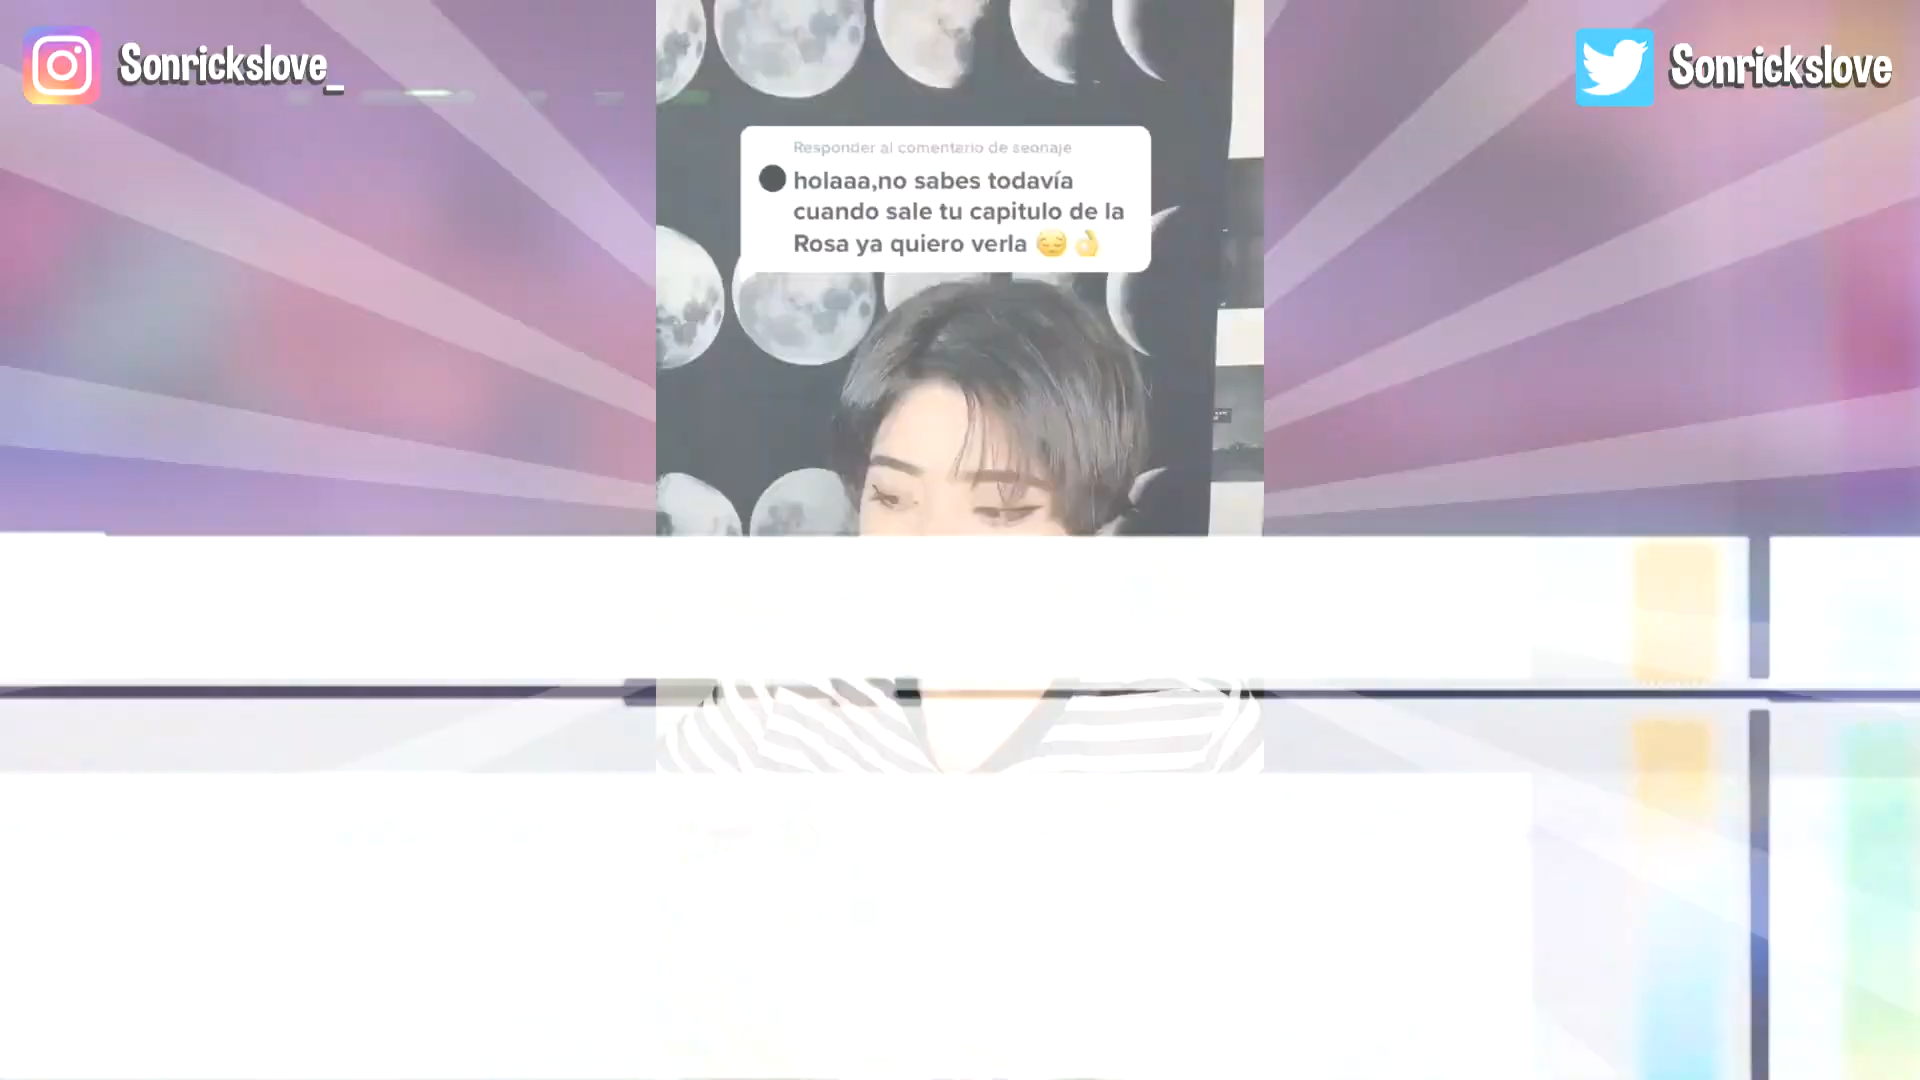 Sonrickslove_
Sonrickslove
Responder al comentario de seonaje
holaaa,no sabes todavía
cuando sale tu capitulo de la
Rosa ya quiero verla 😔👌